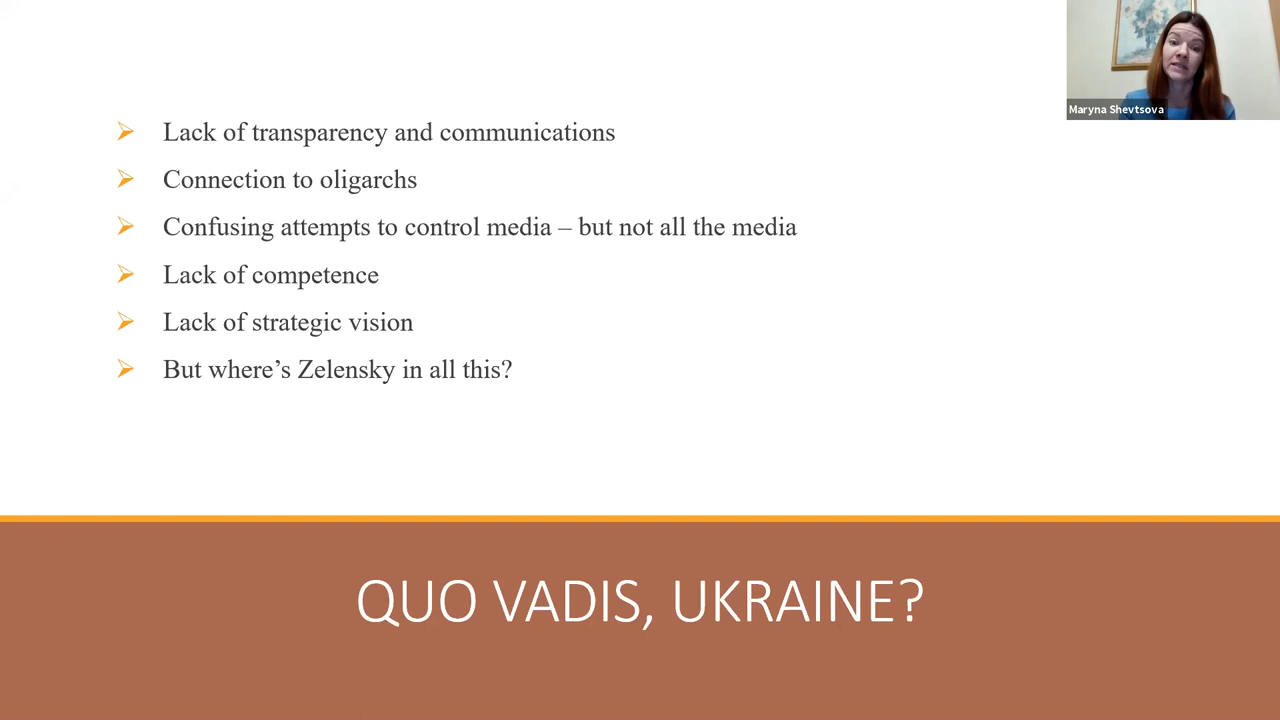 Maryna Shevtsova
Lack of transparency and communications
Connection to oligarchs
Confusing attempts to control media – but not all the media
Lack of competence
Lack of strategic vision
But where’s Zelensky in all this?
QUO VADIS, UKRAINE?